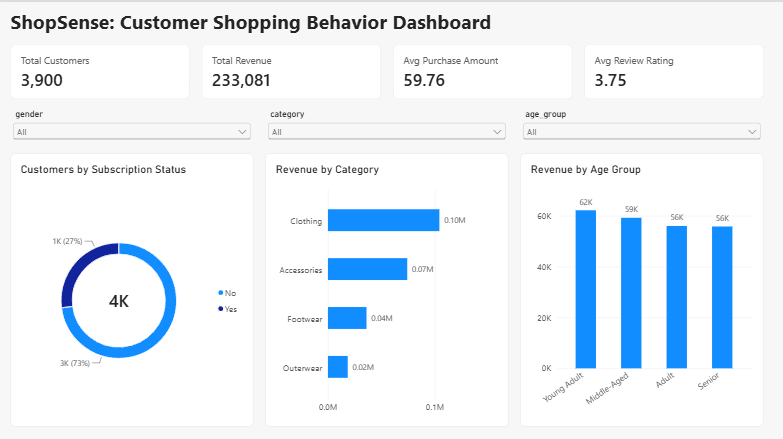 ShopSense: Customer Shopping Behavior Dashboard
Total Customers
3,900
Total Revenue
233,081
Avg Purchase Amount
59.76
Avg Review Rating
3.75
gender
All
category
All
age_group
All
Customers by Subscription Status
1K (27%)
4K
3K (73%)
No
Yes
Revenue by Category
Clothing
0.10M
Accessories
0.07M
Footwear
0.04M
Outerwear
0.02M
0.0M
0.1M
Revenue by Age Group
62K
59K
56K
56K
60K
40K
20K
0K
Young Adult
Middle-Aged
Adult
Senior